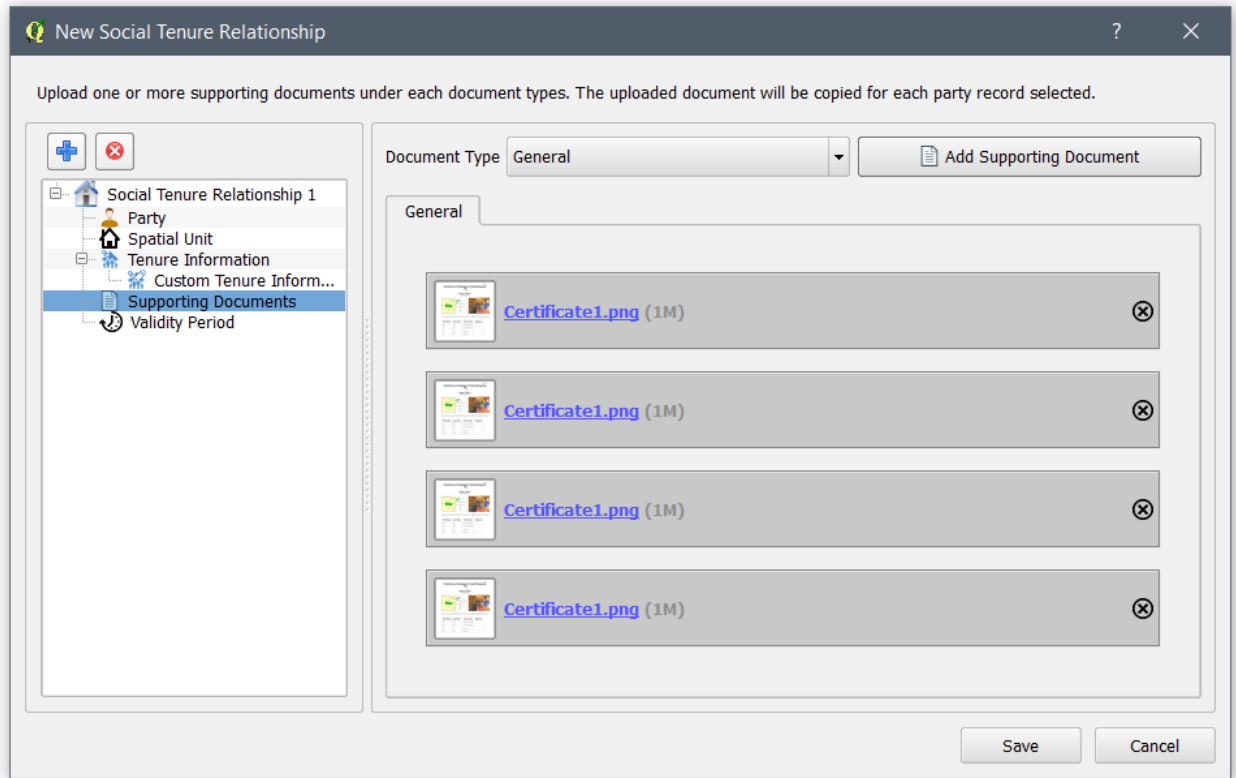 New Social Tenure Relationship
Upload one or more supporting documents under each document types. The uploaded document will be copied for each party record selected.
Social Tenure Relationship 1
Party
Spatial Unit
Tenure Information
Custom Tenure Inform...
Supporting Documents
Validity Period
Document Type General
Add Supporting Document
General
Certificate1.png (1M)
Certificate1.png (1M)
Certificate1.png (1M)
Certificate1.png (1M)
Save
Cancel